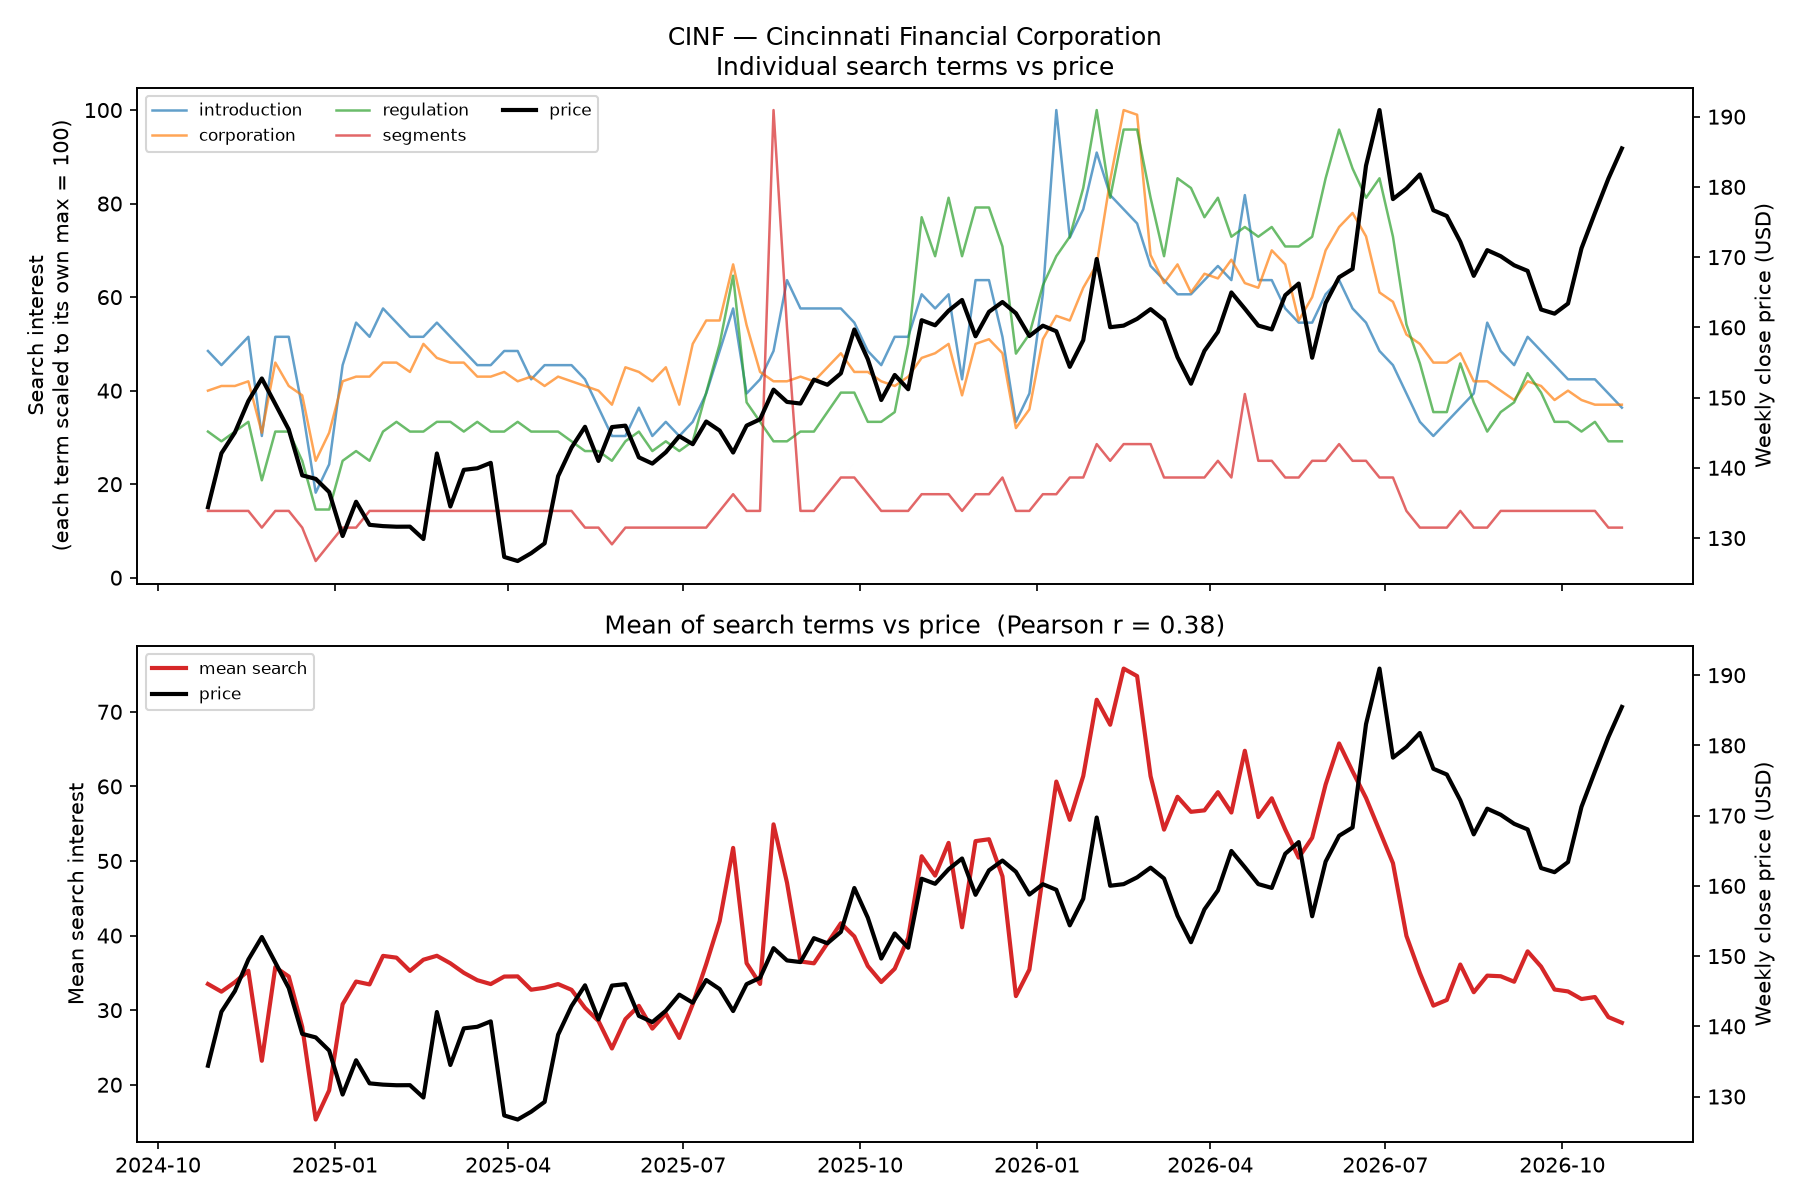 CINF — Cincinnati Financial Corporation
Individual search terms vs price
introduction
corporation
regulation
segments
price
Search interest
(each term scaled to its own max = 100)
100
80
60
40
20
0
190
180
170
160
150
140
130
Weekly close price (USD)
Mean of search terms vs price (Pearson r = 0.38)
mean search
price
Mean search interest
70
60
50
40
30
20
190
180
170
160
150
140
130
Weekly close price (USD)
2024-10
2025-01
2025-04
2025-07
2025-10
2026-01
2026-04
2026-07
2026-10